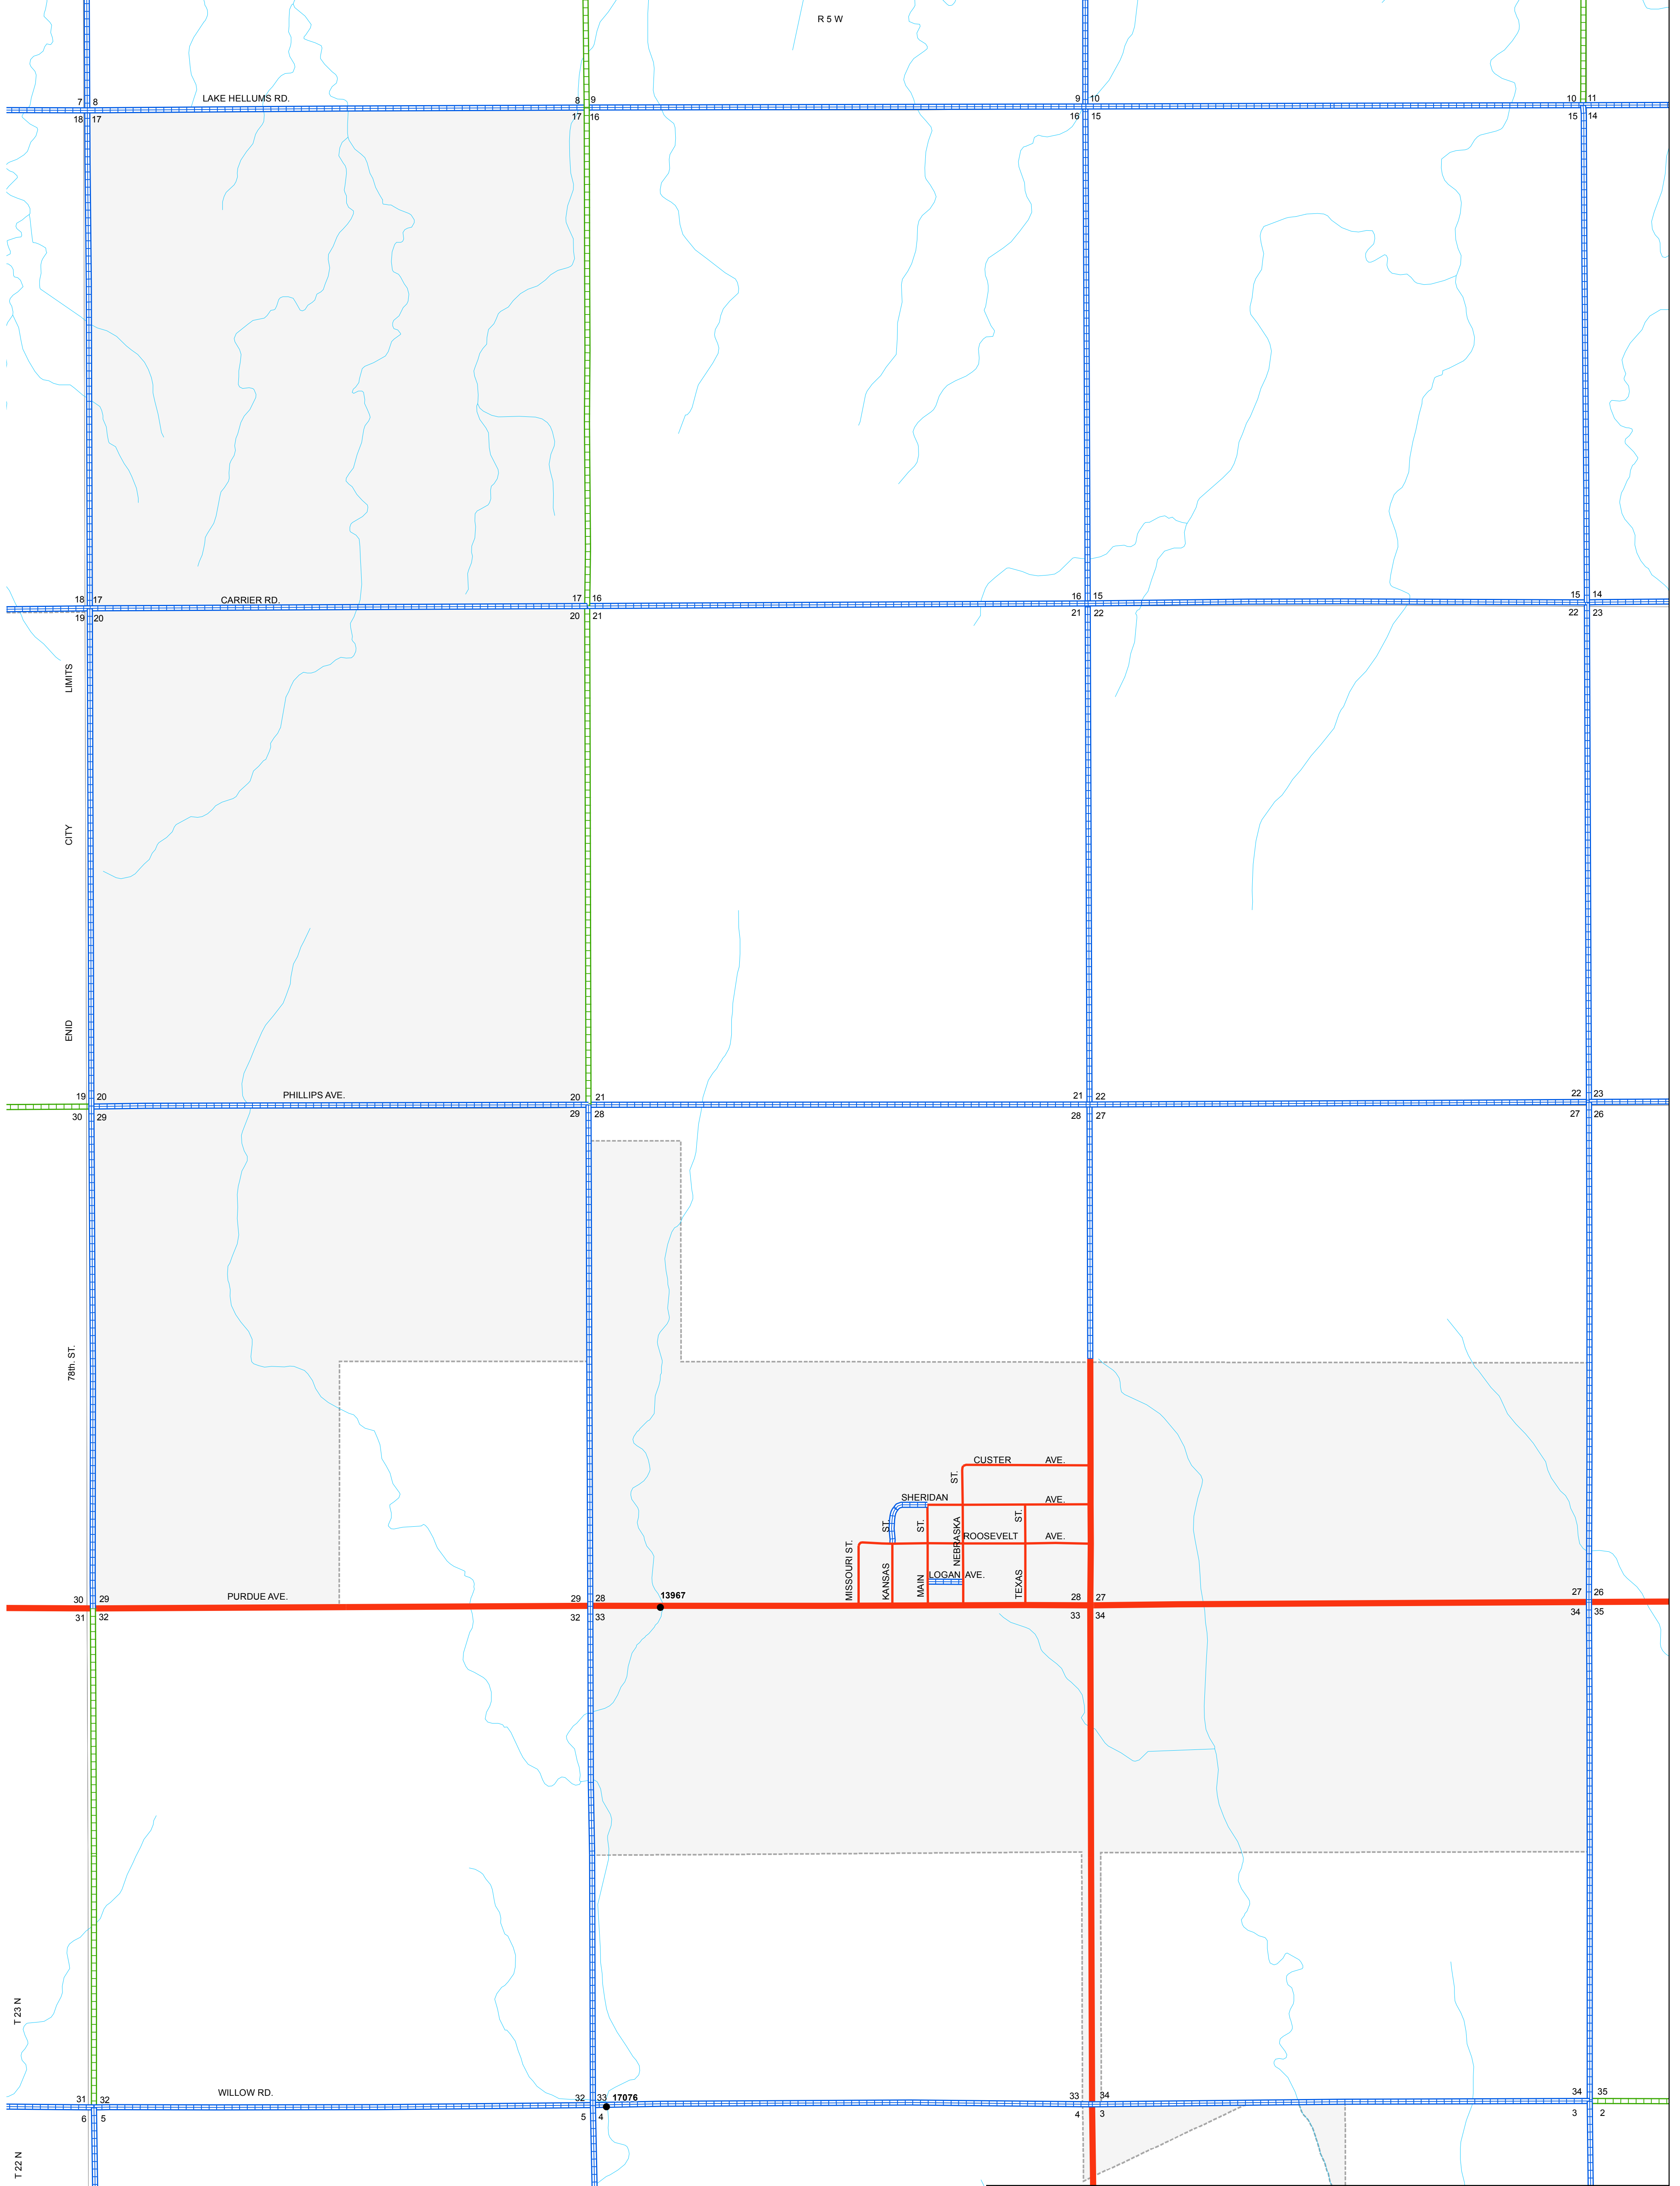 R 5 W
7 8 LAKE HELLUMS RD. 8 9 9 10 10 11
18 17 17 16 16 15 15 14
18 17 CARRIER RD. 17 16 16 15 15 14
19 20 20 21 21 22 22 23
LIMITS
CITY
ENID
19 20 PHILLIPS AVE. 20 21 21 22 22 23
30 29 29 28 28 27 27 26
78th. ST.
CUSTER AVE.
ST.
SHERIDAN AVE.
ST. ST. ST.
NEBRASKA ROOSEVELT AVE.
MISSOURI ST.
KANSAS MAIN LOGAN AVE. TEXAS
30 29 PURDUE AVE. 29 28 13967 28 27 27 26
31 32 32 33 33 34 34 35
T 23 N
31 32 WILLOW RD. 32 33 17076 33 34 34 35
6 5 5 4 4 3 3 2
T 22 N